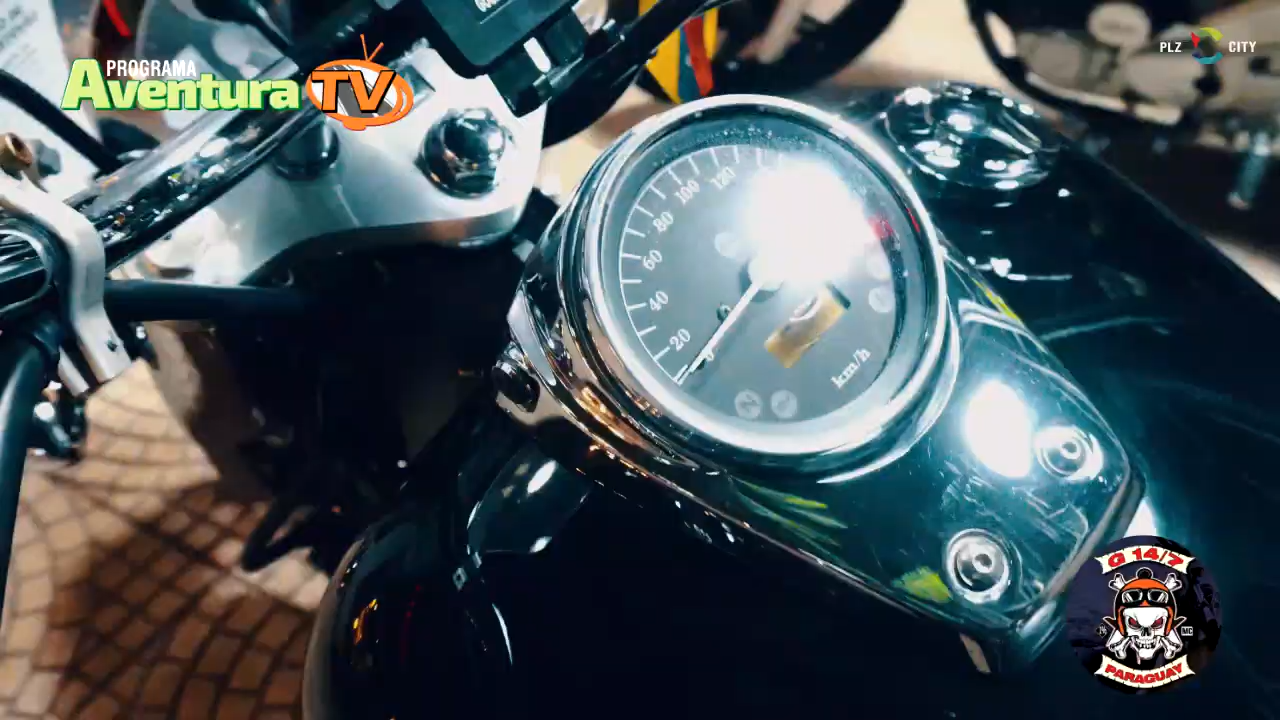 PROGRAMA
Aventura TV
PLZ CITY
20
40
60
80
100
120
km/h
G 14/7
MC
PARAGUAY